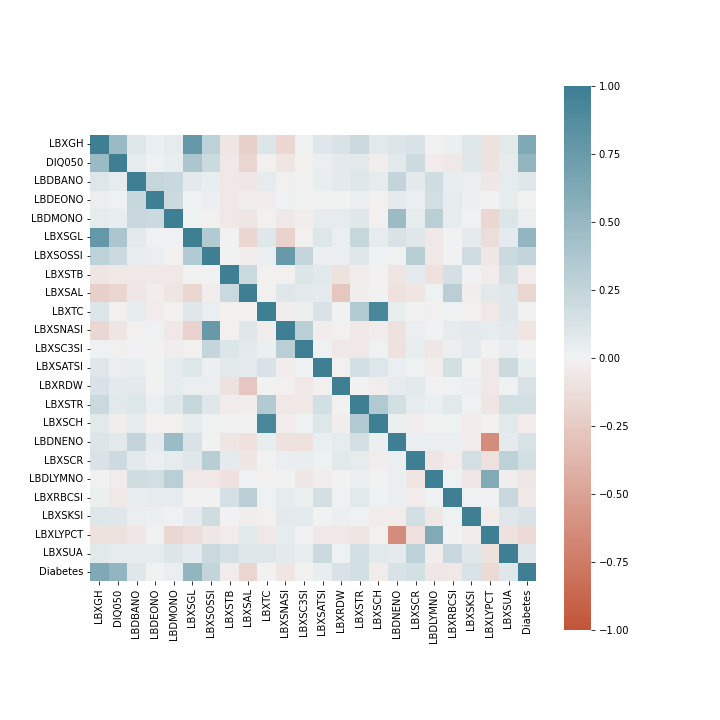 LBXGH
DIQ050
LBDBANO
LBDEONO
LBDMONO
LBXSGL
LBXSOSSI
LBXSTB
LBXSAL
LBXTC
LBXSNASI
LBXSC3SI
LBXSATSI
LBXRDW
LBXSTR
LBXSCH
LBDNENO
LBXSCR
LBDLYMNO
LBXRBCSI
LBXSKSI
LBXLYPCT
LBXSUA
Diabetes
LBXGH
DIQ050
LBDBANO
LBDEONO
LBDMONO
LBXSGL
LBXSOSSI
LBXSTB
LBXSAL
LBXTC
LBXSNASI
LBXSC3SI
LBXSATSI
LBXRDW
LBXSTR
LBXSCH
LBDNENO
LBXSCR
LBDLYMNO
LBXRBCSI
LBXSKSI
LBXLYPCT
LBXSUA
Diabetes
1.00
0.75
0.50
0.25
0.00
−0.25
−0.50
−0.75
−1.00